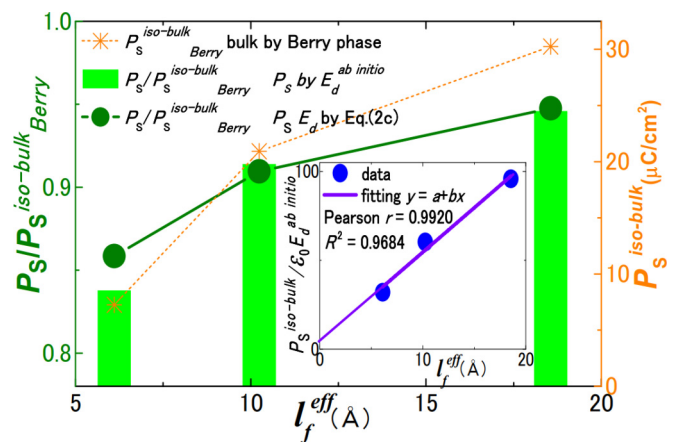 P_S^iso-bulk_Berry bulk by Berry phase
P_S/P_S^iso-bulk_Berry P_S by E_d^ab initio
P_S/P_S^iso-bulk_Berry P_S E_d by Eq.(2c)
1.0
0.9
0.8
P_S/P_S^iso-bulk_Berry
30
20
10
0
P_S^iso-bulk(μC/cm²)
100
0
P_S^iso-bulk/ε_0E_d^ab initio
data
fitting y = a+bx
Pearson r = 0.9920
R² = 0.9684
0 10 20
l_f^eff(Å)
5 10 15 20
l_f^eff(Å)